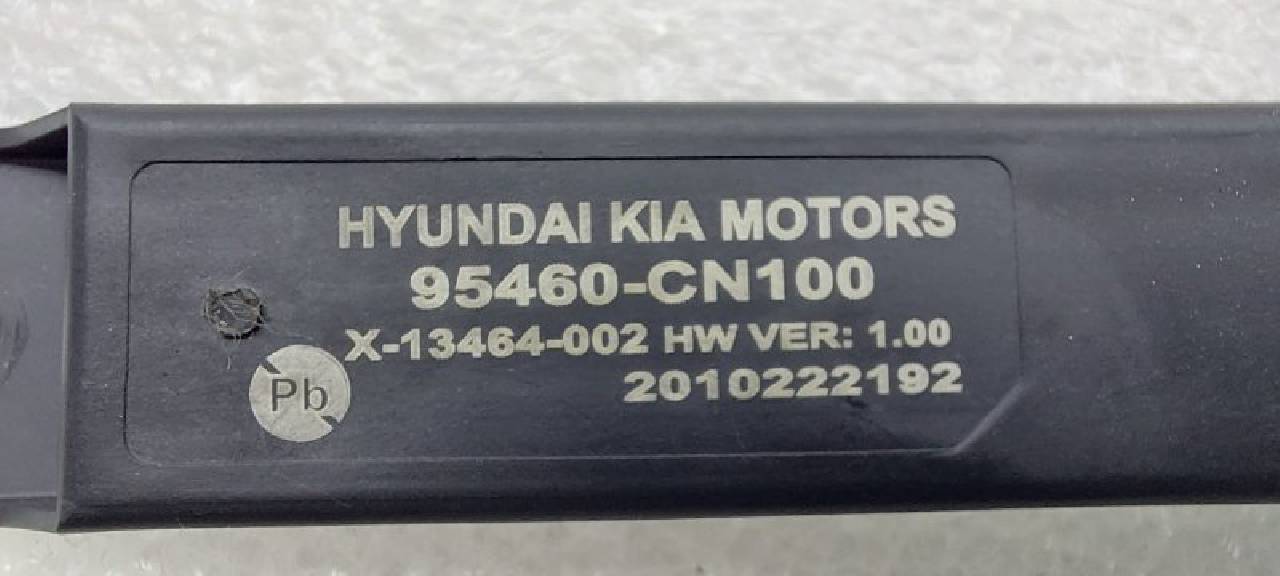 HYUNDAI KIA MOTORS
95460-CN100
X-13464-002 HW VER: 1.00
Pb
2010222192